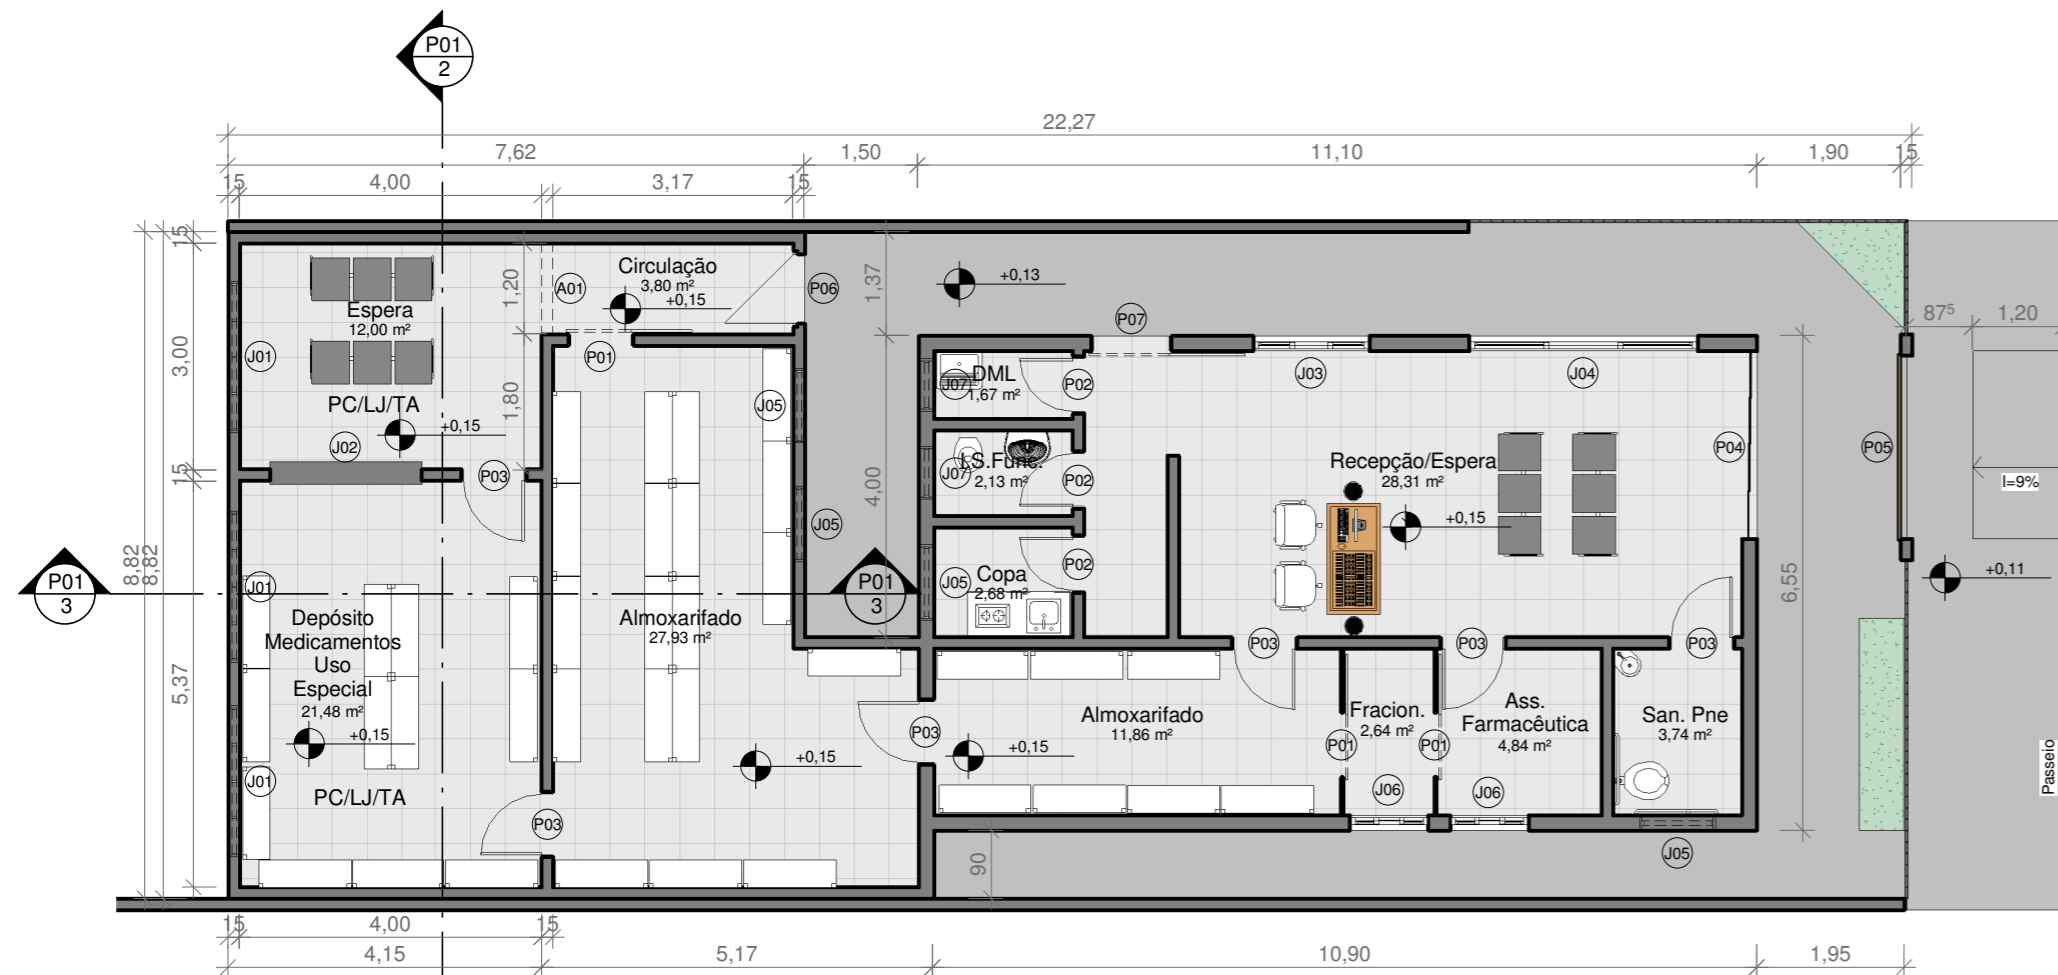 P01
2
22,27
7,62
1,50
11,10
1,90
15
15
4,00
3,17
15
15
Circulação
3,80 m²
+0,15
A01
P06
1,20
1,37
+0,13
P07
87⁵
1,20
Espera
12,00 m²
J01
3,00
PC/LJ/TA
+0,15
J02
1,80
P01
J05
DML
J07
1,67 m²
P02
J03
J04
P03
15
I.S.Func.
J07
2,13 m²
P02
Recepção/Espera
28,31 m²
+0,15
P04
P05
I=9%
4,00
J05
8,82
8,82
P01
3
J01
P01
3
Copa
J05
2,68 m²
P02
6,55
+0,11
Depósito
Medicamentos
Uso
Especial
21,48 m²
+0,15
Almoxarifado
27,93 m²
5,37
P03
P03
P03
J01
PC/LJ/TA
P03
+0,15
P03
+0,15
Almoxarifado
11,86 m²
Fracion.
2,64 m²
P01
P01
Ass.
Farmacêutica
4,84 m²
San. Pne
3,74 m²
J06
J06
J05
Passeio
90
15
4,00
15
4,15
5,17
10,90
1,95